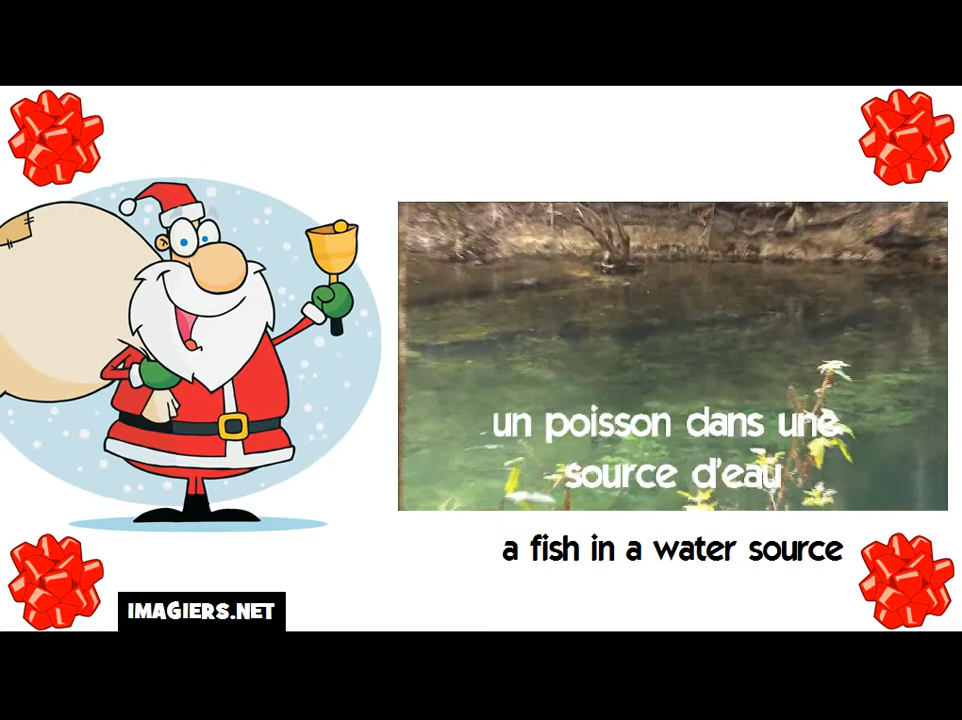 un poisson dans une
source d'eau
a fish in a water source
IMAGIERS.NET